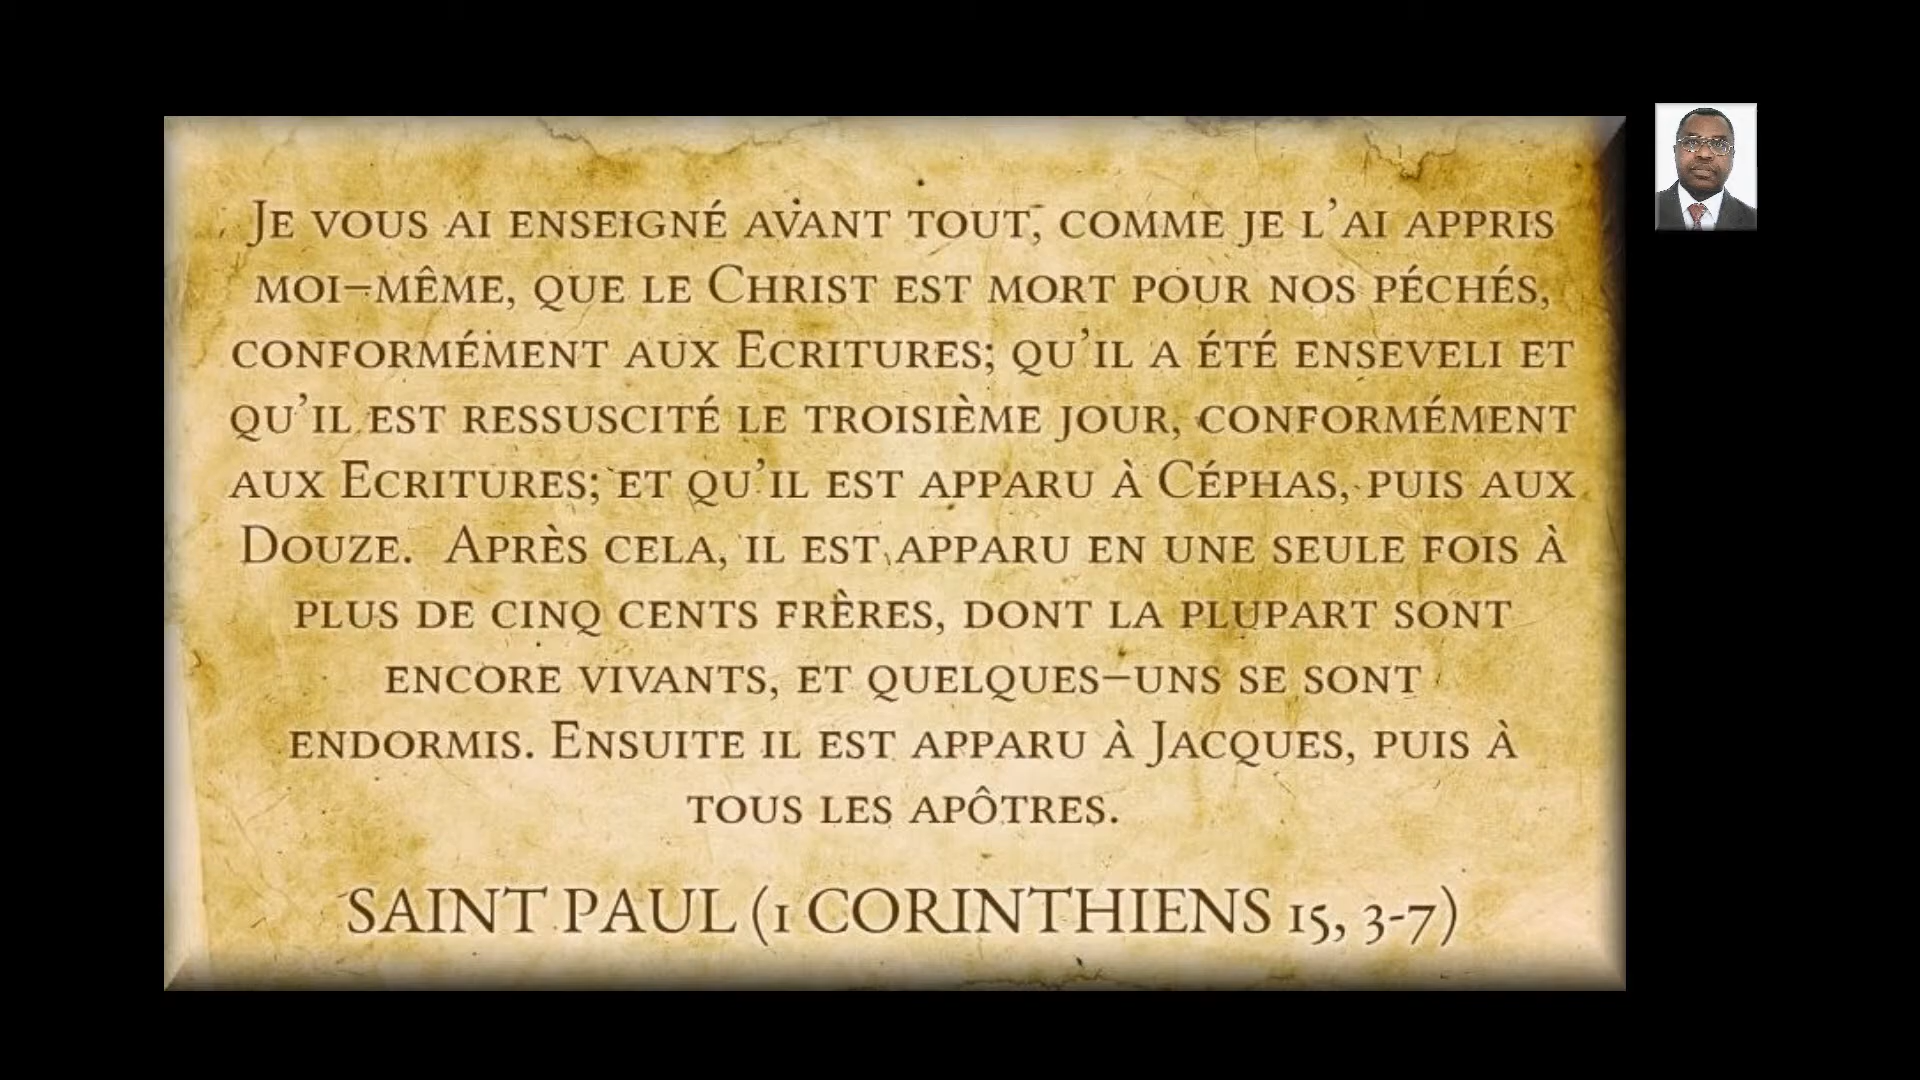 Je vous ai enseigné avant tout, comme je l’ai appris
moi–même, que le Christ est mort pour nos péchés,
conformément aux Ecritures; qu’il a été enseveli et
qu’il est ressuscité le troisième jour, conformément
aux Ecritures; et qu’il est apparu à Céphas, puis aux
Douze. Après cela, il est apparu en une seule fois à
plus de cinq cents frères, dont la plupart sont
encore vivants, et quelques–uns se sont
endormis. Ensuite il est apparu à Jacques, puis à
tous les apôtres.
SAINT PAUL (1 CORINTHIENS 15, 3-7)